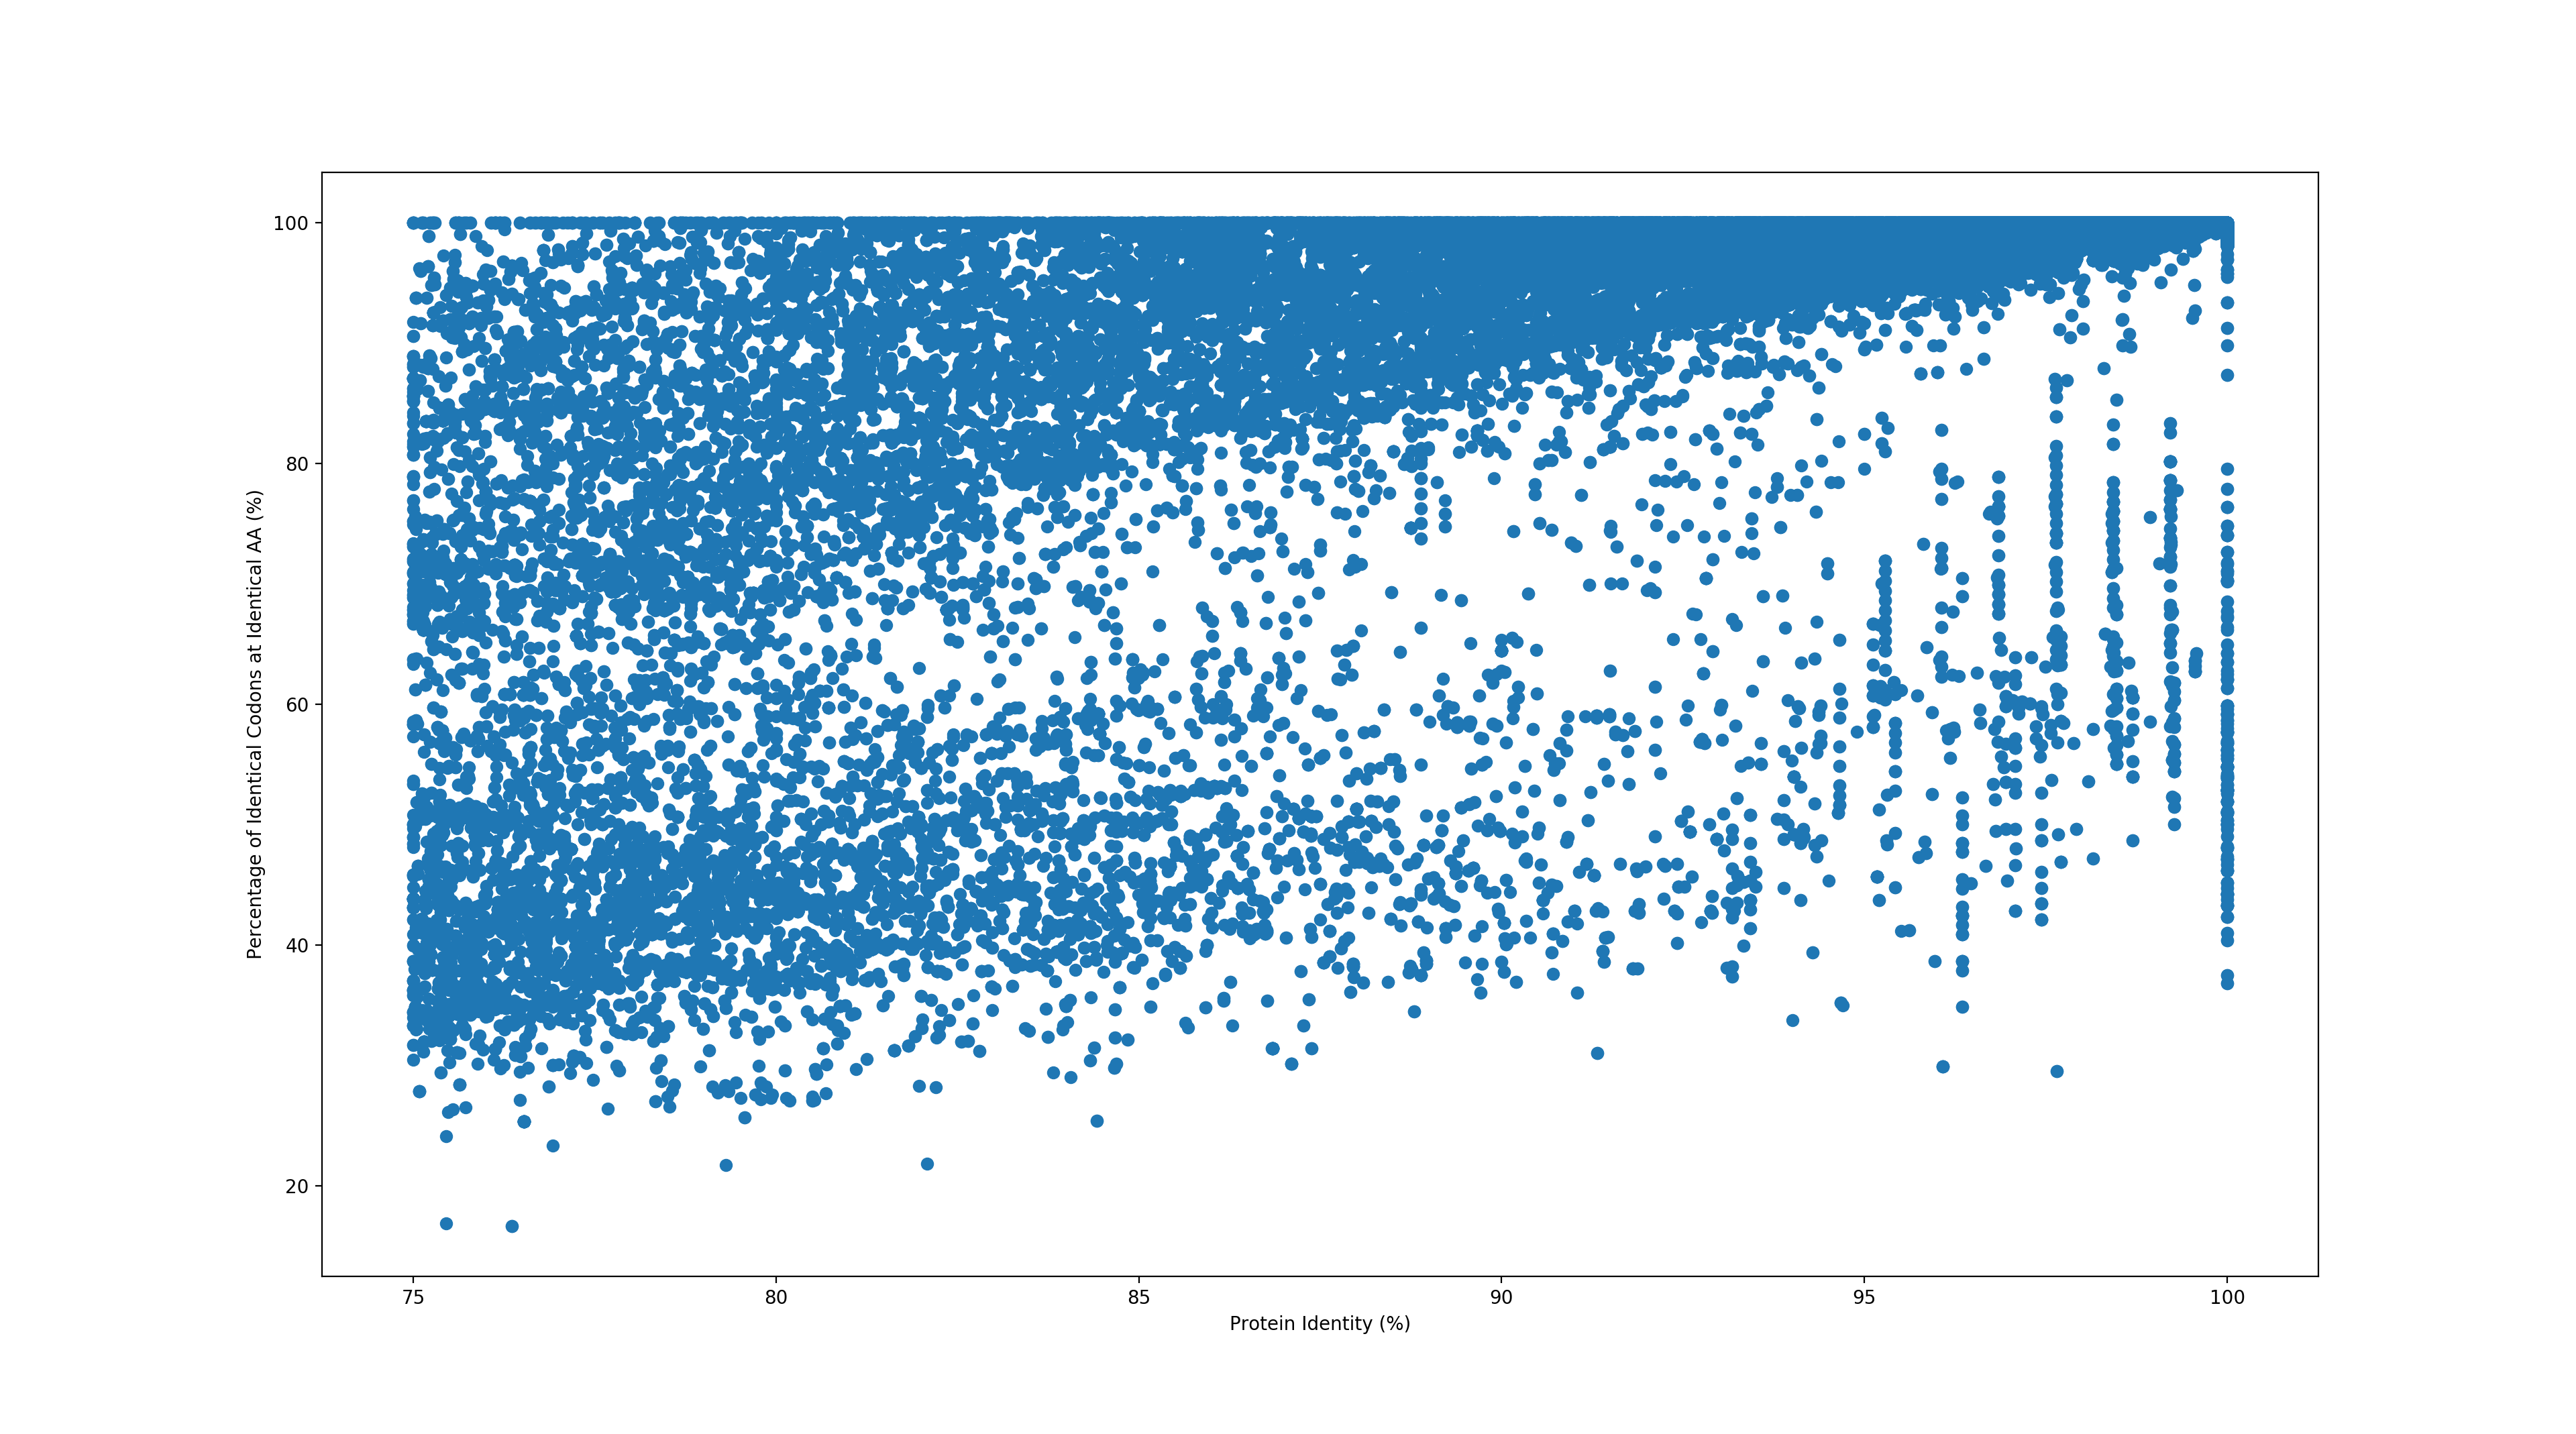 100
80
60
40
20
Percentage of Identical Codons at Identical AA (%)
75 80 85 90 95 100
Protein Identity (%)